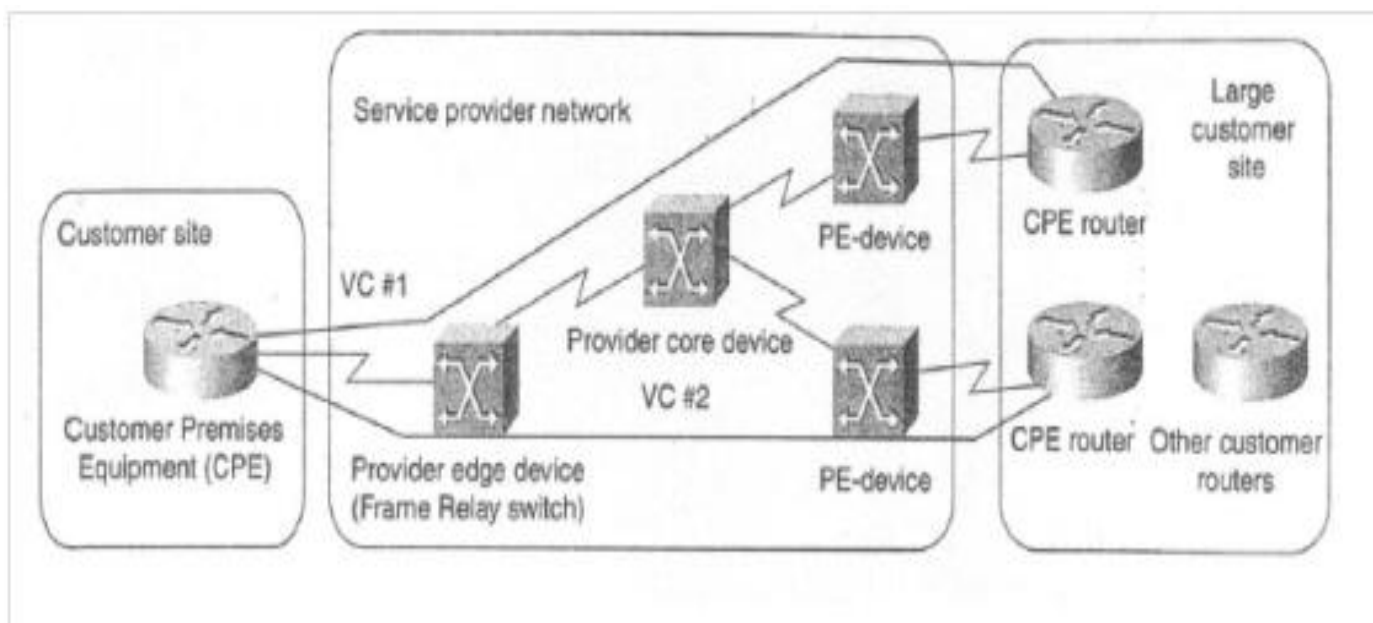 Service provider network
Large
customer
site
Customer site
PE-device
CPE router
VC #1
Provider core device
VC #2
Customer Premises
Equipment (CPE)
Provider edge device
(Frame Relay switch)
PE-device
CPE router
Other customer
routers